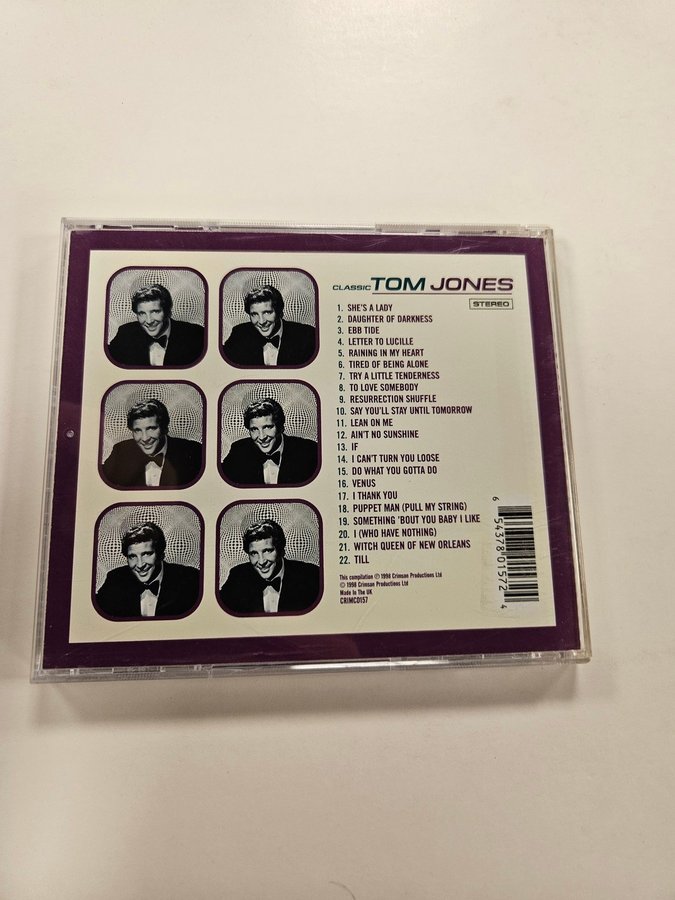 CLASSIC TOM JONES
STEREO
1. SHE'S A LADY
2. DAUGHTER OF DARKNESS
3. EBB TIDE
4. LETTER TO LUCILLE
5. RAINING IN MY HEART
6. TIRED OF BEING ALONE
7. TRY A LITTLE TENDERNESS
8. TO LOVE SOMEBODY
9. RESURRECTION SHUFFLE
10. SAY YOU'LL STAY UNTIL TOMORROW
11. LEAN ON ME
12. AIN'T NO SUNSHINE
13. IF
14. I CAN'T TURN YOU LOOSE
15. DO WHAT YOU GOTTA DO
16. VENUS
17. I THANK YOU
18. PUPPET MAN (PULL MY STRING)
19. SOMETHING 'BOUT YOU BABY I LIKE
20. I (WHO HAVE NOTHING)
21. WITCH QUEEN OF NEW ORLEANS
22. TILL
This compilation ℗ 1998 Crimson Productions Ltd
© 1998 Crimson Productions Ltd
Made In The UK
CRIMCD157
6 54378 01572 4